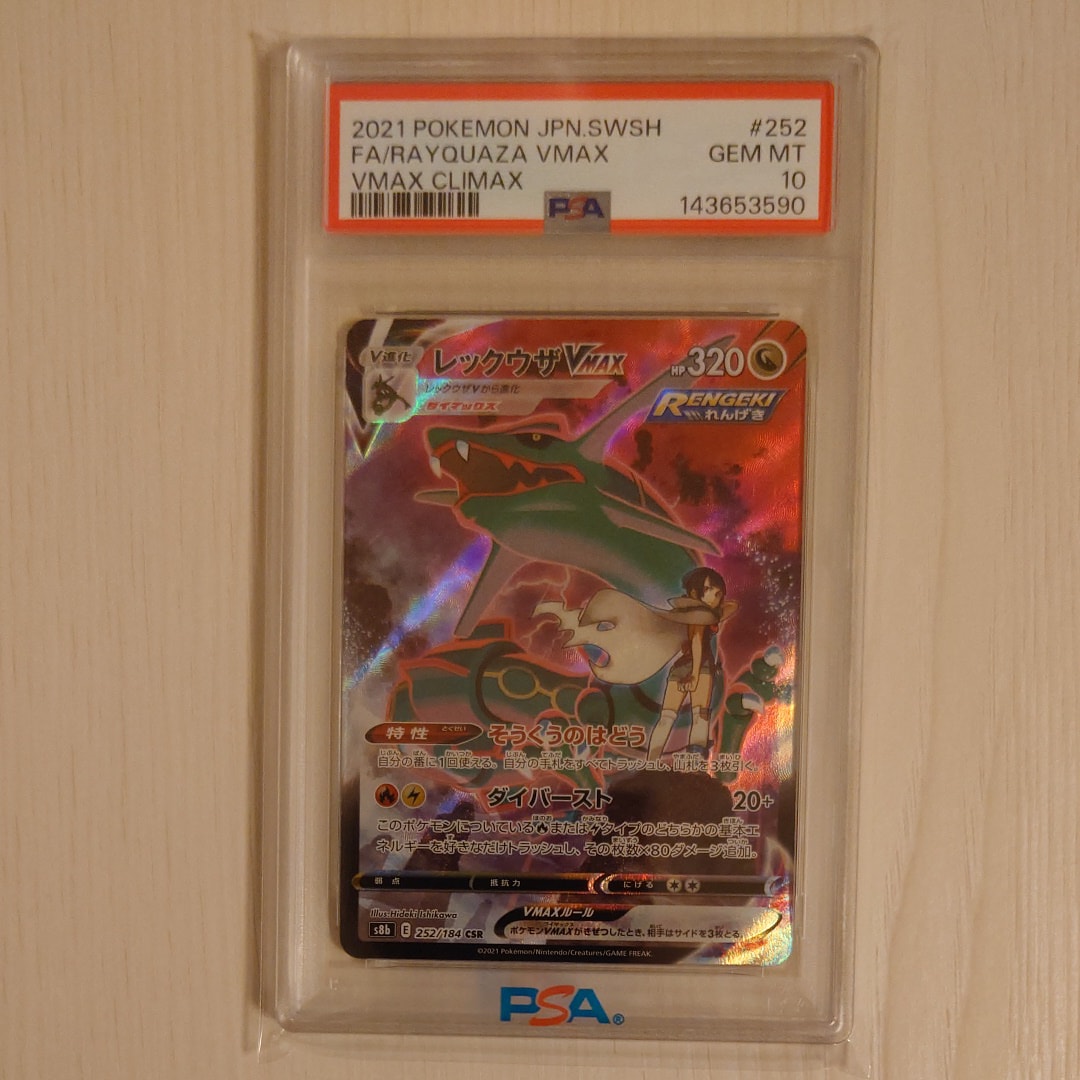 2021 POKEMON JPN.SWSH #252
FA/RAYQUAZA VMAX GEM MT
VMAX CLIMAX 10
PSA 143653590
V進化 レックウザVMAX HP320
レックウザVから進化
ダイマックス
RENGEKI
れんげき
特性 とくせい そうくうのはどう
自分の番に1回使える。自分の手札をすべてトラッシュし、山札を3枚引く。
ダイバースト 20+
このポケモンについている または タイプのどちらかの基本エ
ネルギーを好きなだけトラッシュし、その枚数×80ダメージ追加。
弱点 抵抗力 にげる
Illus.Hideki Ishikawa
VMAXルール
ポケモンVMAXがきぜつしたとき、相手はサイドを3枚とる。
s8b E 252/184 CSR
©2021 Pokémon/Nintendo/Creatures/GAME FREAK.
PSA®